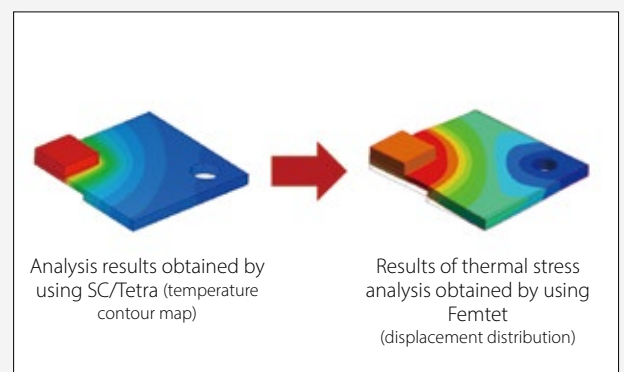 Analysis results obtained by
using SC/Tetra (temperature
contour map)
Results of thermal stress
analysis obtained by using
Femtet
(displacement distribution)